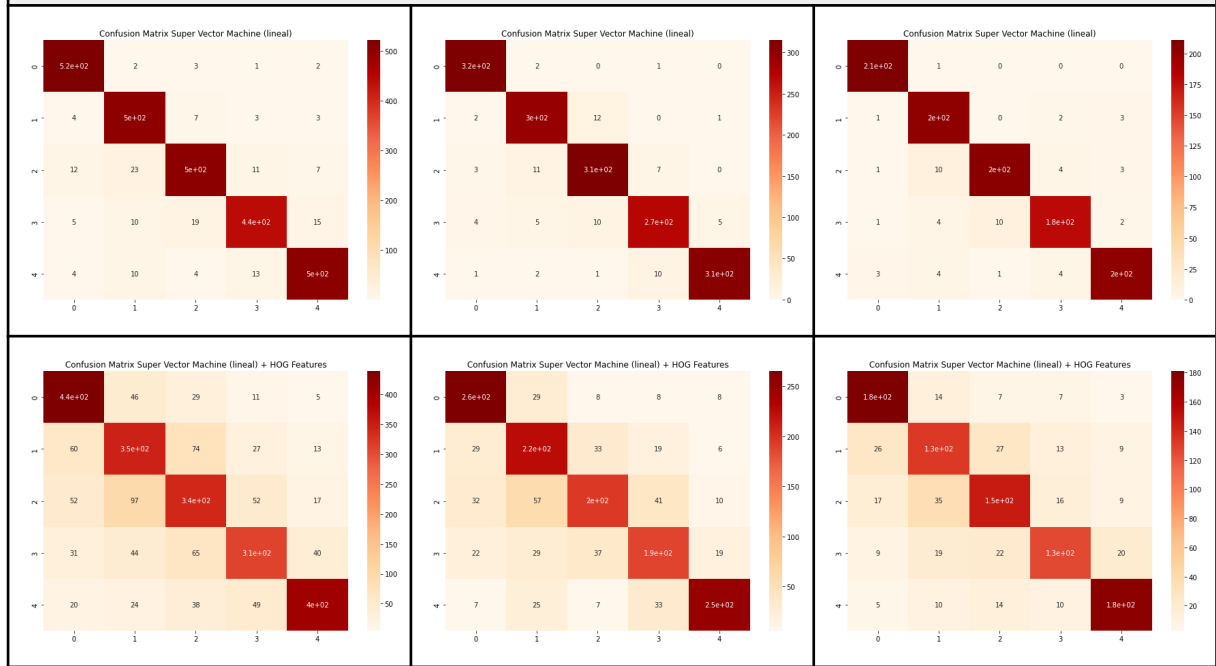 Confusion Matrix Super Vector Machine (lineal)
0 5.2e+02 2 3 1 2
1 4 5e+02 7 3 3
2 12 23 5e+02 11 7
3 5 10 19 4.4e+02 15
4 4 10 4 13 5e+02
0 1 2 3 4
500
400
300
200
100
Confusion Matrix Super Vector Machine (lineal)
0 3.2e+02 2 0 1 0
1 2 3e+02 12 0 1
2 3 11 3.1e+02 7 0
3 4 5 10 2.7e+02 5
4 1 2 1 10 3.1e+02
0 1 2 3 4
300
250
200
150
100
50
0
Confusion Matrix Super Vector Machine (lineal)
0 2.1e+02 1 0 0 0
1 1 2e+02 0 2 3
2 1 10 2e+02 4 3
3 1 4 10 1.8e+02 2
4 3 4 1 4 2e+02
0 1 2 3 4
200
175
150
125
100
75
50
25
0
Confusion Matrix Super Vector Machine (lineal) + HOG Features
0 4.4e+02 46 29 11 5
1 60 3.5e+02 74 27 13
2 52 97 3.4e+02 52 17
3 31 44 65 3.1e+02 40
4 20 24 38 49 4e+02
0 1 2 3 4
400
350
300
250
200
150
100
50
Confusion Matrix Super Vector Machine (lineal) + HOG Features
0 2.6e+02 29 8 8 8
1 29 2.2e+02 33 19 6
2 32 57 2e+02 41 10
3 22 29 37 1.9e+02 19
4 7 25 7 33 2.5e+02
0 1 2 3 4
250
200
150
100
50
Confusion Matrix Super Vector Machine (lineal) + HOG Features
0 1.8e+02 14 7 7 3
1 26 1.3e+02 27 13 9
2 17 35 1.5e+02 16 9
3 9 19 22 1.3e+02 20
4 5 10 14 10 1.8e+02
0 1 2 3 4
180
160
140
120
100
80
60
40
20